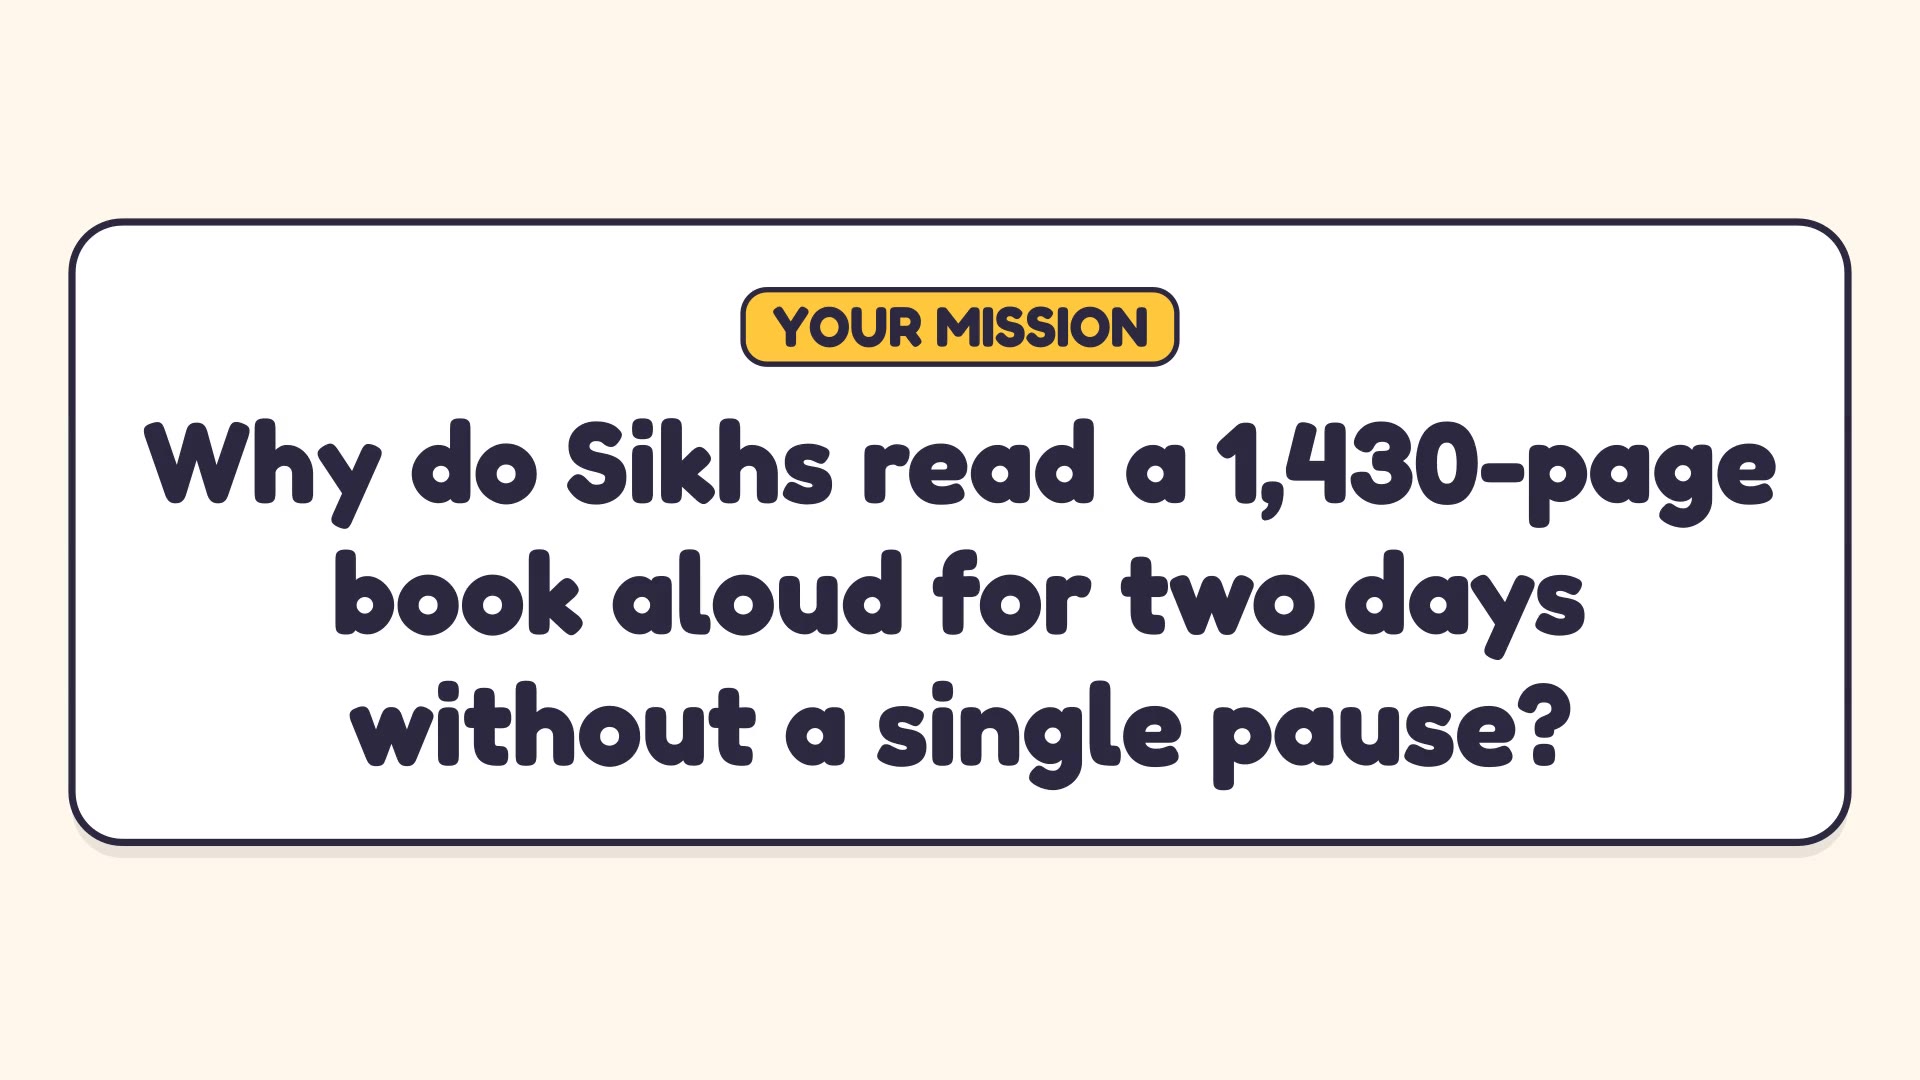 YOUR MISSION
Why do Sikhs read a 1,430-page
book aloud for two days
without a single pause?